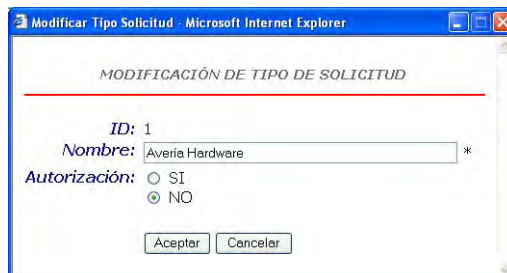 Modificar Tipo Solicitud - Microsoft Internet Explorer
MODIFICACIÓN DE TIPO DE SOLICITUD
ID: 1
Nombre: Avería Hardware *
Autorización: SI
NO
Aceptar Cancelar